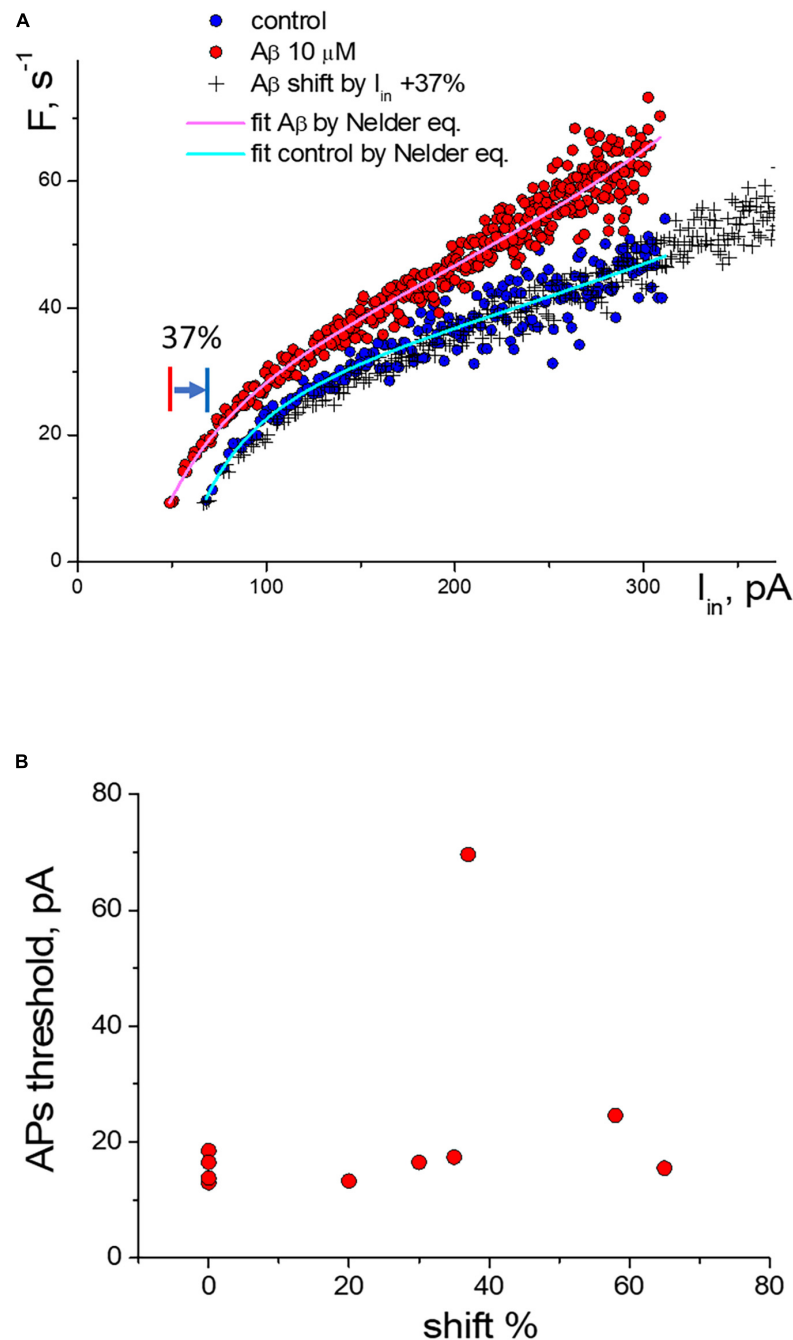 A
control
Aβ 10 μM
Aβ shift by I_in +37%
fit Aβ by Nelder eq.
fit control by Nelder eq.
F, s⁻¹
60
40
37%
20
0
0 100 200 300 I_in, pA
B
80
60
40
20
0
APs threshold, pA
0 20 40 60 80
shift %